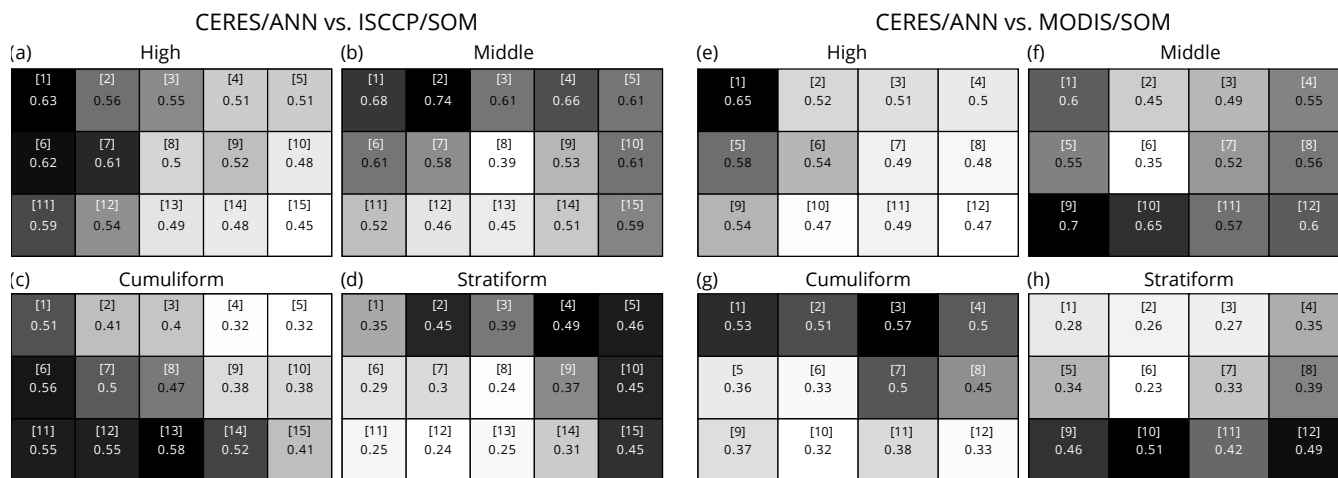 CERES/ANN vs. ISCCP/SOM
(a) High
[1] [2] [3] [4] [5]
0.63 0.56 0.55 0.51 0.51
[6] [7] [8] [9] [10]
0.62 0.61 0.5 0.52 0.48
[11] [12] [13] [14] [15]
0.59 0.54 0.49 0.48 0.45
(b) Middle
[1] [2] [3] [4] [5]
0.68 0.74 0.61 0.66 0.61
[6] [7] [8] [9] [10]
0.61 0.58 0.39 0.53 0.61
[11] [12] [13] [14] [15]
0.52 0.46 0.45 0.51 0.59
(c) Cumuliform
[1] [2] [3] [4] [5]
0.51 0.41 0.4 0.32 0.32
[6] [7] [8] [9] [10]
0.56 0.5 0.47 0.38 0.38
[11] [12] [13] [14] [15]
0.55 0.55 0.58 0.52 0.41
(d) Stratiform
[1] [2] [3] [4] [5]
0.35 0.45 0.39 0.49 0.46
[6] [7] [8] [9] [10]
0.29 0.3 0.24 0.37 0.45
[11] [12] [13] [14] [15]
0.25 0.24 0.25 0.31 0.45
CERES/ANN vs. MODIS/SOM
(e) High
[1] [2] [3] [4]
0.65 0.52 0.51 0.5
[5] [6] [7] [8]
0.58 0.54 0.49 0.48
[9] [10] [11] [12]
0.54 0.47 0.49 0.47
(f) Middle
[1] [2] [3] [4]
0.6 0.45 0.49 0.55
[5] [6] [7] [8]
0.55 0.35 0.52 0.56
[9] [10] [11] [12]
0.7 0.65 0.57 0.6
(g) Cumuliform
[1] [2] [3] [4]
0.53 0.51 0.57 0.5
[5 [6] [7] [8]
0.36 0.33 0.5 0.45
[9] [10] [11] [12]
0.37 0.32 0.38 0.33
(h) Stratiform
[1] [2] [3] [4]
0.28 0.26 0.27 0.35
[5] [6] [7] [8]
0.34 0.23 0.33 0.39
[9] [10] [11] [12]
0.46 0.51 0.42 0.49